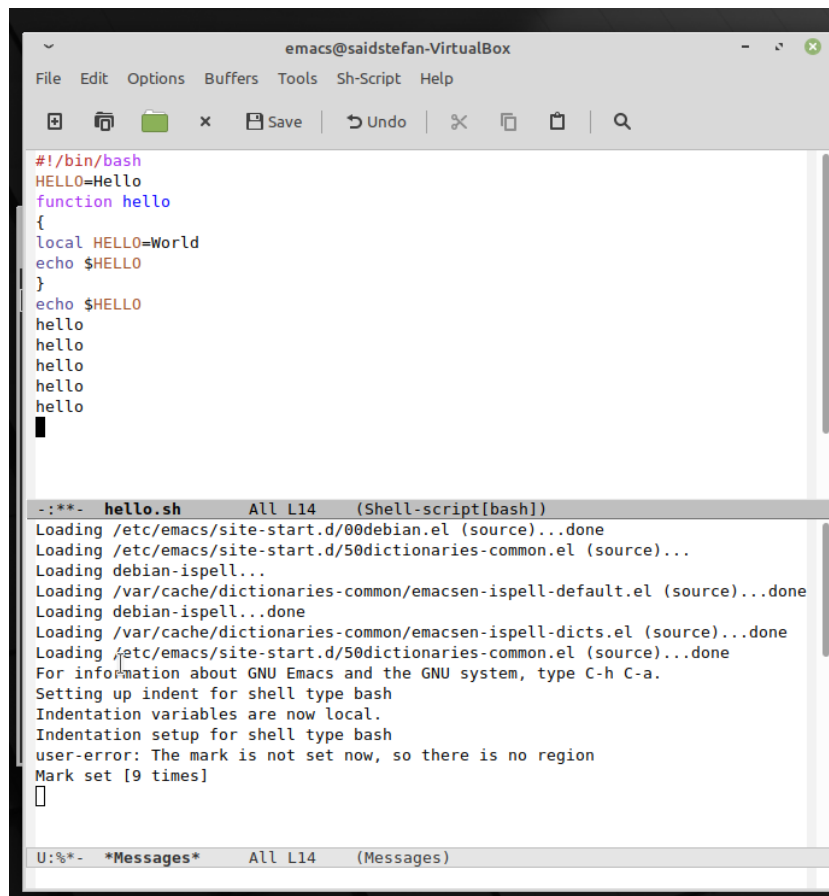 emacs@saidstefan-VirtualBox
File Edit Options Buffers Tools Sh-Script Help
Save Undo
#!/bin/bash
HELLO=Hello
function hello
{
local HELLO=World
echo $HELLO
}
echo $HELLO
hello
hello
hello
hello
hello
-:**- hello.sh All L14 (Shell-script[bash])
Loading /etc/emacs/site-start.d/00debian.el (source)...done
Loading /etc/emacs/site-start.d/50dictionaries-common.el (source)...
Loading debian-ispell...
Loading /var/cache/dictionaries-common/emacsen-ispell-default.el (source)...done
Loading debian-ispell...done
Loading /var/cache/dictionaries-common/emacsen-ispell-dicts.el (source)...done
Loading /etc/emacs/site-start.d/50dictionaries-common.el (source)...done
For information about GNU Emacs and the GNU system, type C-h C-a.
Setting up indent for shell type bash
Indentation variables are now local.
Indentation setup for shell type bash
user-error: The mark is not set now, so there is no region
Mark set [9 times]
U:%*- *Messages* All L14 (Messages)